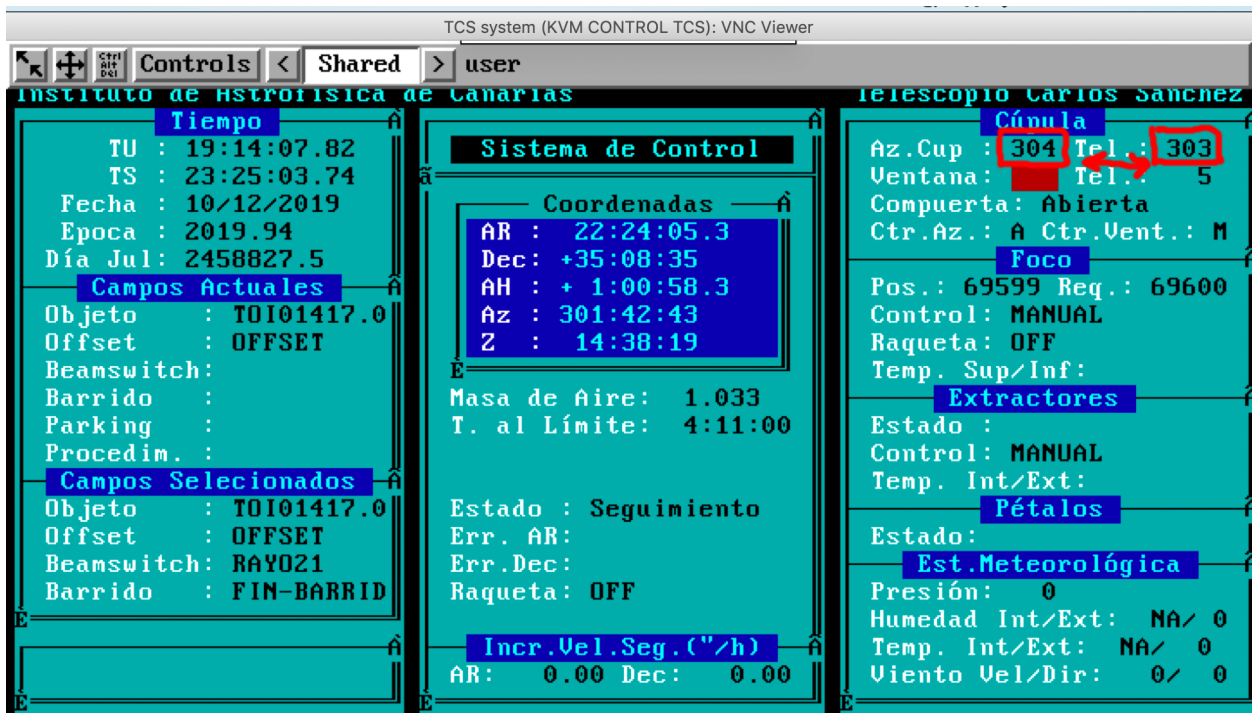 TCS system (KVM CONTROL TCS): VNC Viewer
Ctrl Alt Del Controls < Shared > user
Instituto de Astrofísica de Canarias Telescopio Carlos Sánchez
Tiempo
TU : 19:14:07.82
TS : 23:25:03.74
Fecha : 10/12/2019
Epoca : 2019.94
Día Jul: 2458827.5
Campos Actuales
Objeto : TOI01417.0
Offset : OFFSET
Beamswitch:
Barrido :
Parking :
Procedim. :
Campos Selecionados
Objeto : TOI01417.0
Offset : OFFSET
Beamswitch: RAYO21
Barrido : FIN-BARRID
Sistema de Control
Coordenadas
AR : 22:24:05.3
Dec: +35:08:35
AH : + 1:00:58.3
Az : 301:42:43
Z : 14:38:19
Masa de Aire: 1.033
T. al Límite: 4:11:00
Estado : Seguimiento
Err. AR:
Err.Dec:
Raqueta: OFF
Incr.Vel.Seg.("/h)
AR: 0.00 Dec: 0.00
Cúpula
Az.Cup : 304 Tel.: 303
Ventana: Tel.: 5
Compuerta: Abierta
Ctr.Az.: A Ctr.Vent.: M
Foco
Pos.: 69599 Req.: 69600
Control: MANUAL
Raqueta: OFF
Temp. Sup/Inf:
Extractores
Estado :
Control: MANUAL
Temp. Int/Ext:
Pétalos
Estado:
Est.Meteorológica
Presión: 0
Humedad Int/Ext: NA/ 0
Temp. Int/Ext: NA/ 0
Viento Vel/Dir: 0/ 0